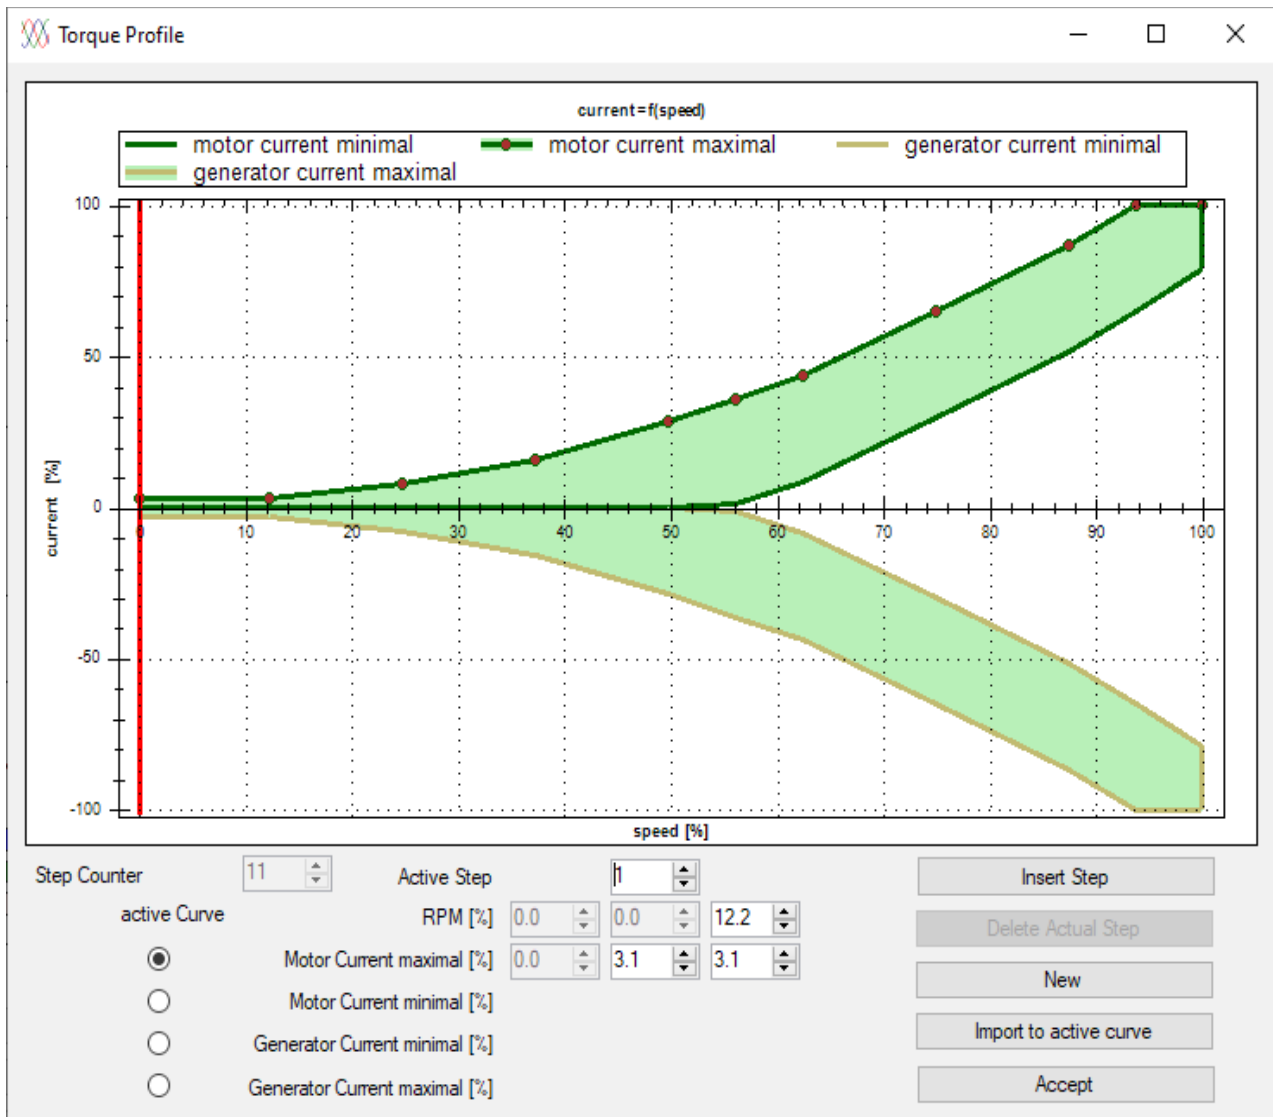 Torque Profile
current=f(speed)
motor current minimal motor current maximal generator current minimal
generator current maximal
100
50
0
0 10 20 30 40 50 60 70 80 90 100
-50
-100
current [%]
speed [%]
Step Counter 11 Active Step 1 Insert Step
active Curve RPM [%] 0.0 0.0 12.2 Delete Actual Step
Motor Current maximal [%] 0.0 3.1 3.1 New
Motor Current minimal [%]
Generator Current minimal [%] Import to active curve
Generator Current maximal [%] Accept